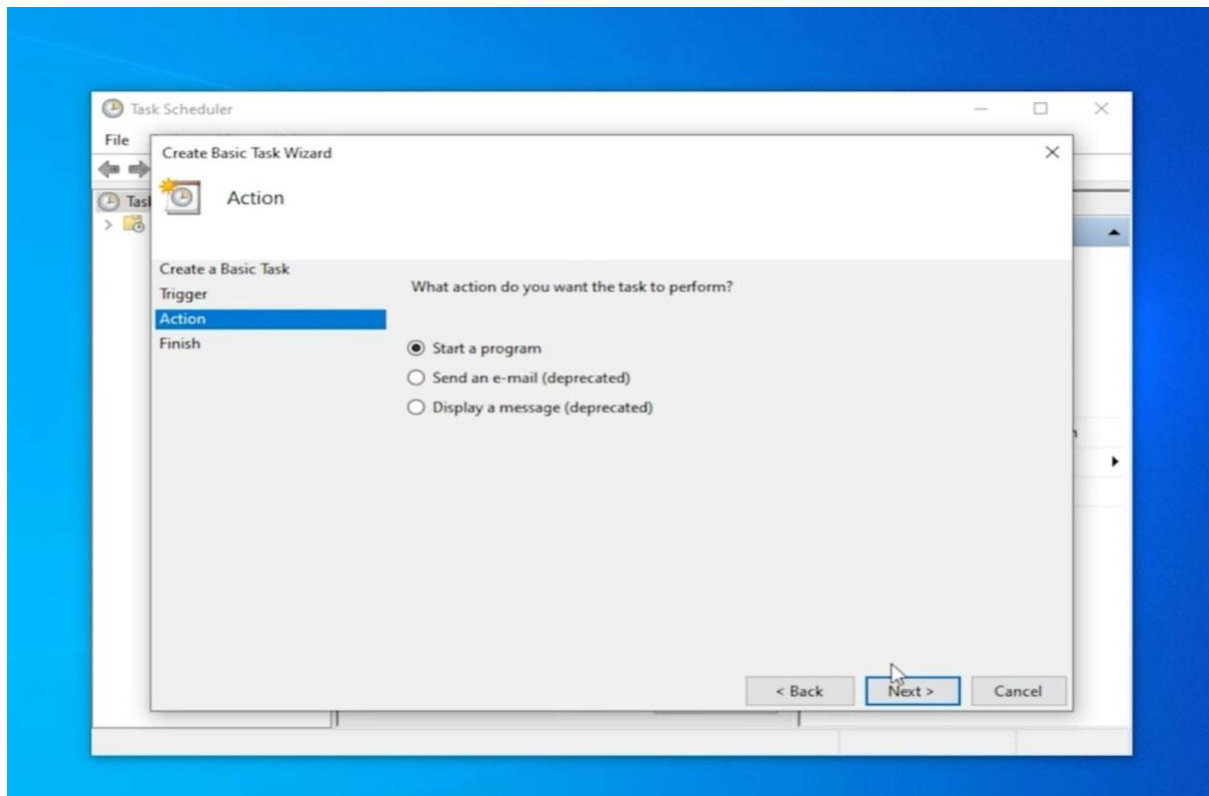 Task Scheduler
File
Create Basic Task Wizard
Action
Create a Basic Task
Trigger
Action
Finish
What action do you want the task to perform?
Start a program
Send an e-mail (deprecated)
Display a message (deprecated)
< Back
Next >
Cancel